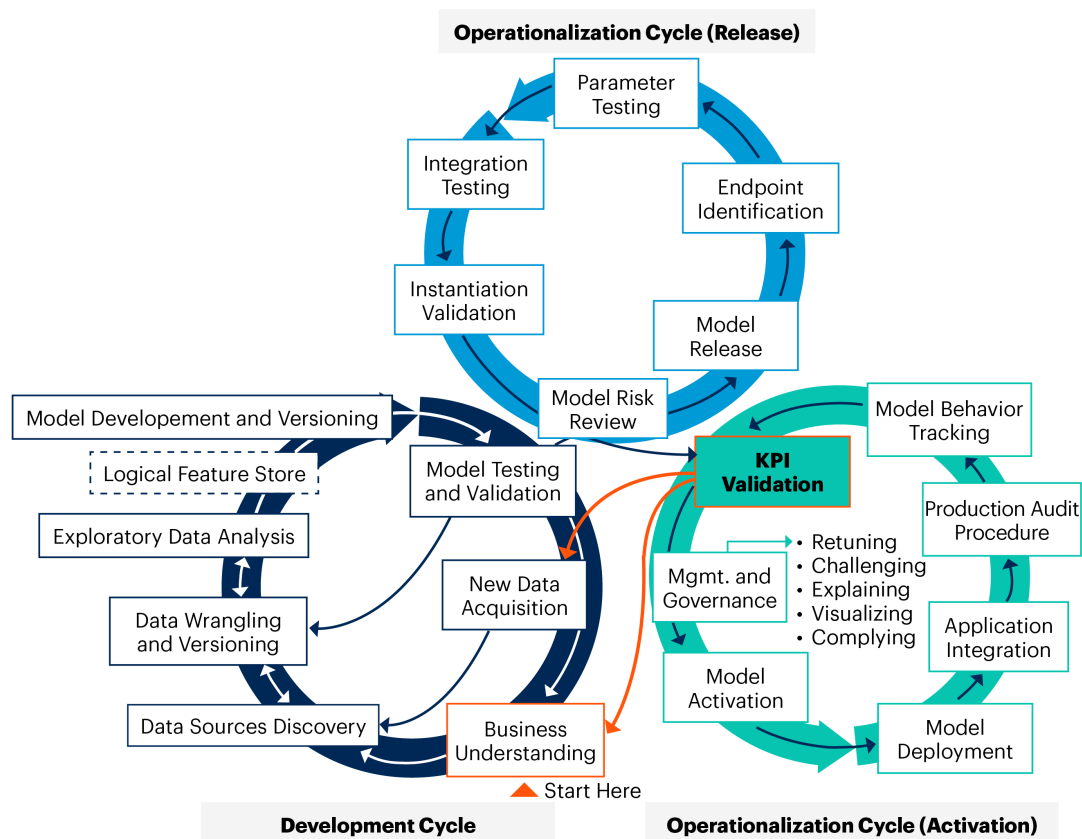 Operationalization Cycle (Release)
Parameter
Testing
Integration
Testing
Endpoint
Identification
Instantiation
Validation
Model
Release
Model Risk
Review
Model Developement and Versioning
Logical Feature Store
Exploratory Data Analysis
Data Wrangling
and Versioning
Data Sources Discovery
Model Testing
and Validation
New Data
Acquisition
Business
Understanding
Start Here
Development Cycle
KPI
Validation
Model Behavior
Tracking
Production Audit
Procedure
Mgmt. and
Governance
• Retuning
• Challenging
• Explaining
• Visualizing
• Complying
Application
Integration
Model
Activation
Model
Deployment
Operationalization Cycle (Activation)